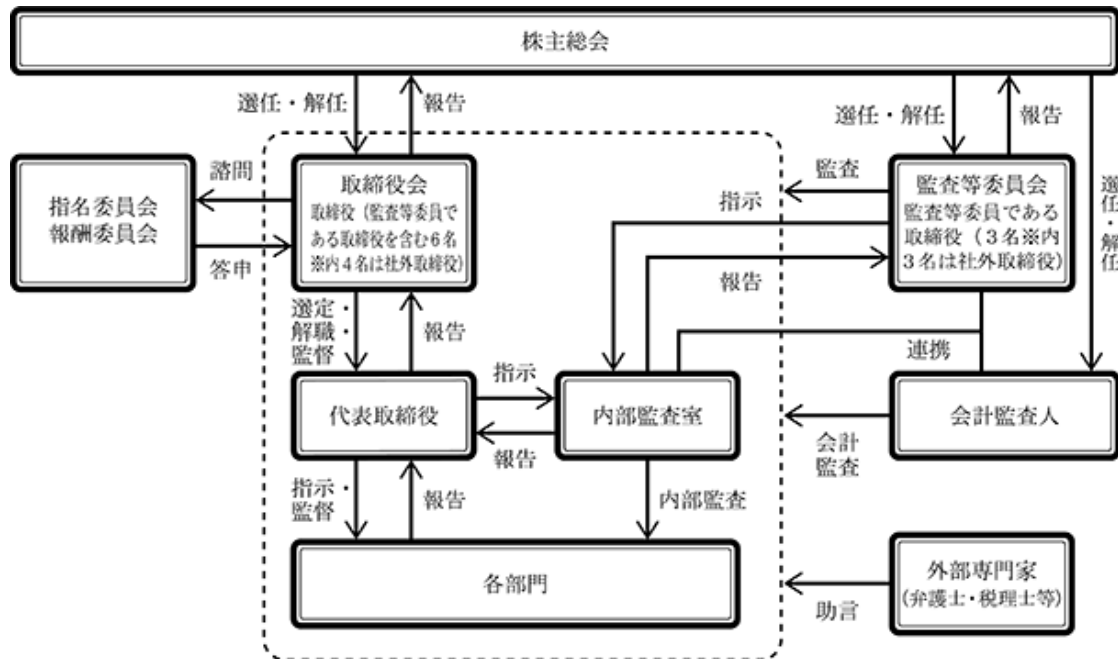 株主総会
選任・解任
報告
選任・解任
報告
選任・解任
諮問
指名委員会
報酬委員会
答申
取締役会
取締役（監査等委員で
ある取締役を含む６名
※内４名は社外取締役）
監査
指示
監査等委員会
監査等委員である
取締役（３名※内
３名は社外取締役）
報告
選定・
解職・
監督
報告
連携
指示
代表取締役
内部監査室
会計監査人
報告
会計
監査
指示・
監督
報告
内部監査
各部門
外部専門家
（弁護士・税理士等）
助言